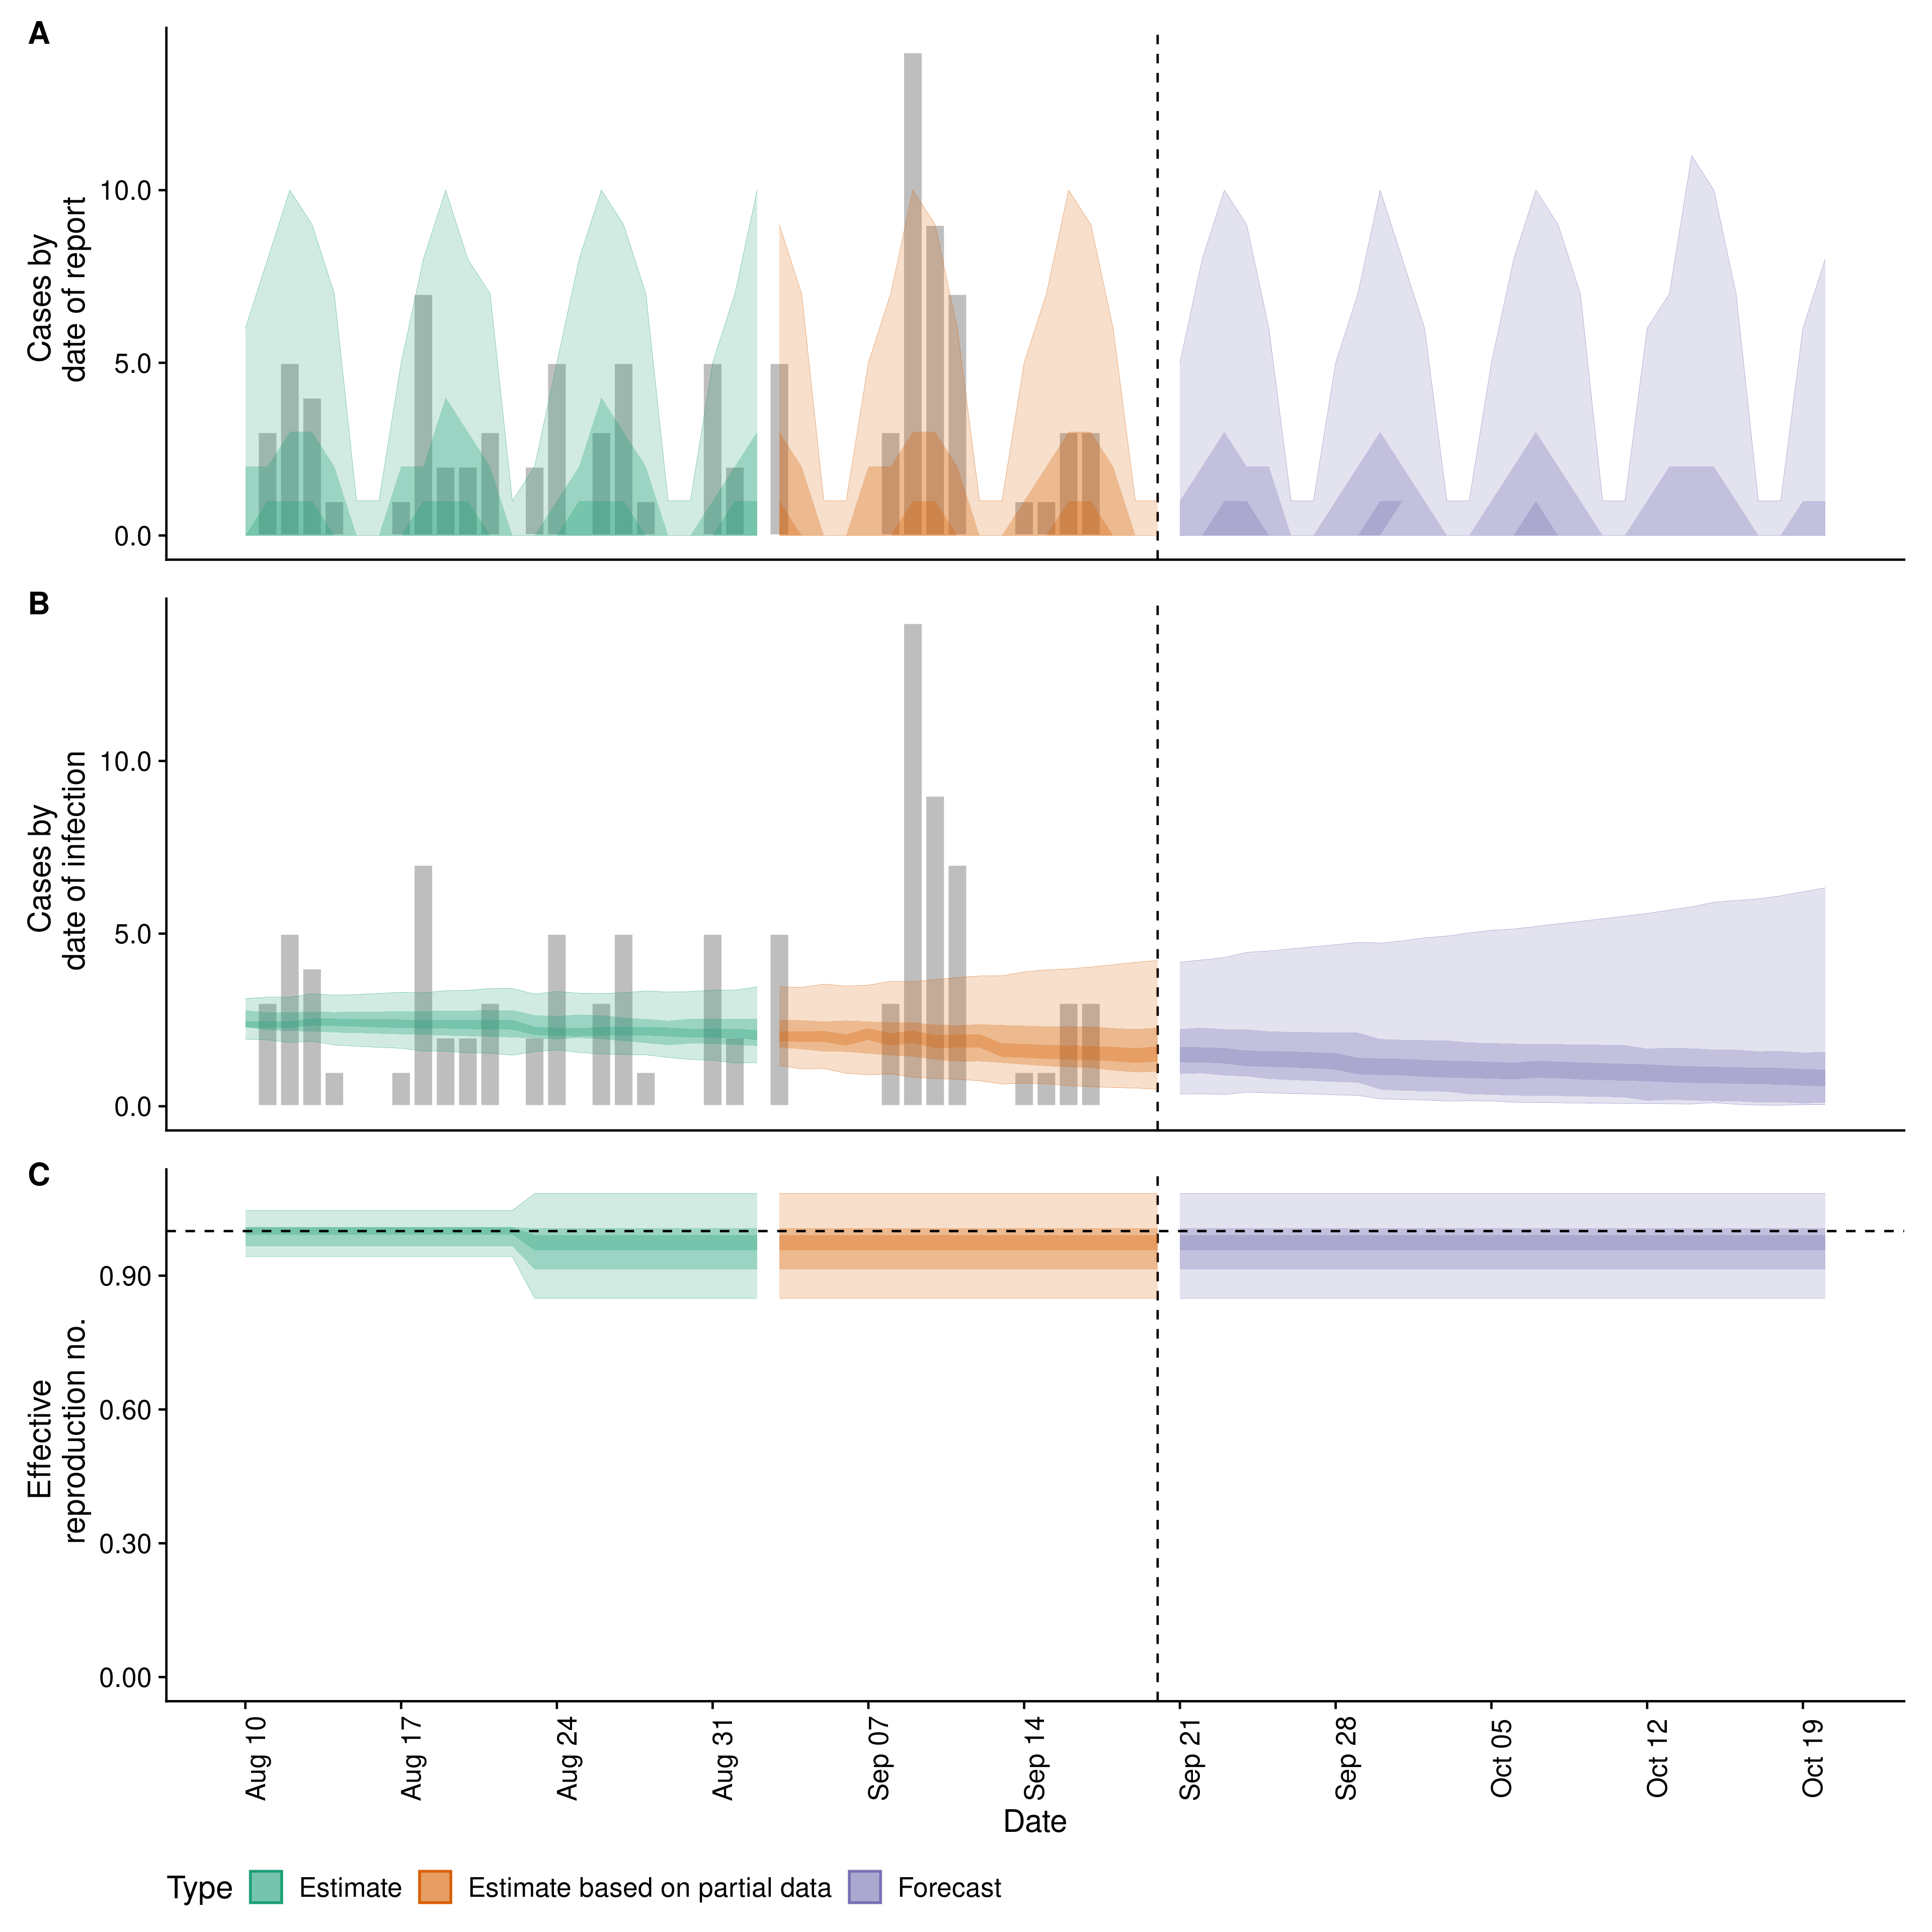 A
Cases by
date of report
10.0
5.0
0.0
B
Cases by
date of infection
10.0
5.0
0.0
C
Effective
reproduction no.
0.90
0.60
0.30
0.00
Aug 10
Aug 17
Aug 24
Aug 31
Sep 07
Sep 14
Sep 21
Sep 28
Oct 05
Oct 12
Oct 19
Date
Type Estimate Estimate based on partial data Forecast